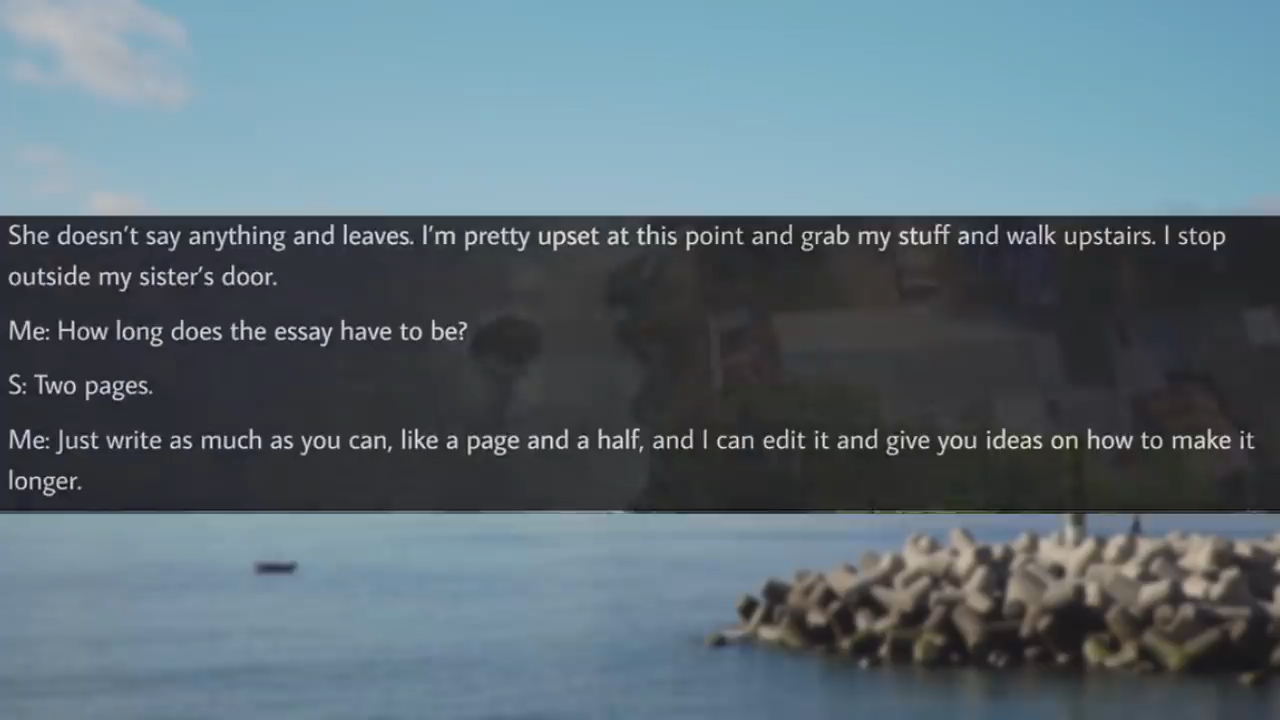 She doesn't say anything and leaves. I'm pretty upset at this point and grab my stuff and walk upstairs. I stop
outside my sister's door.
Me: How long does the essay have to be?
S: Two pages.
Me: Just write as much as you can, like a page and a half, and I can edit it and give you ideas on how to make it
longer.